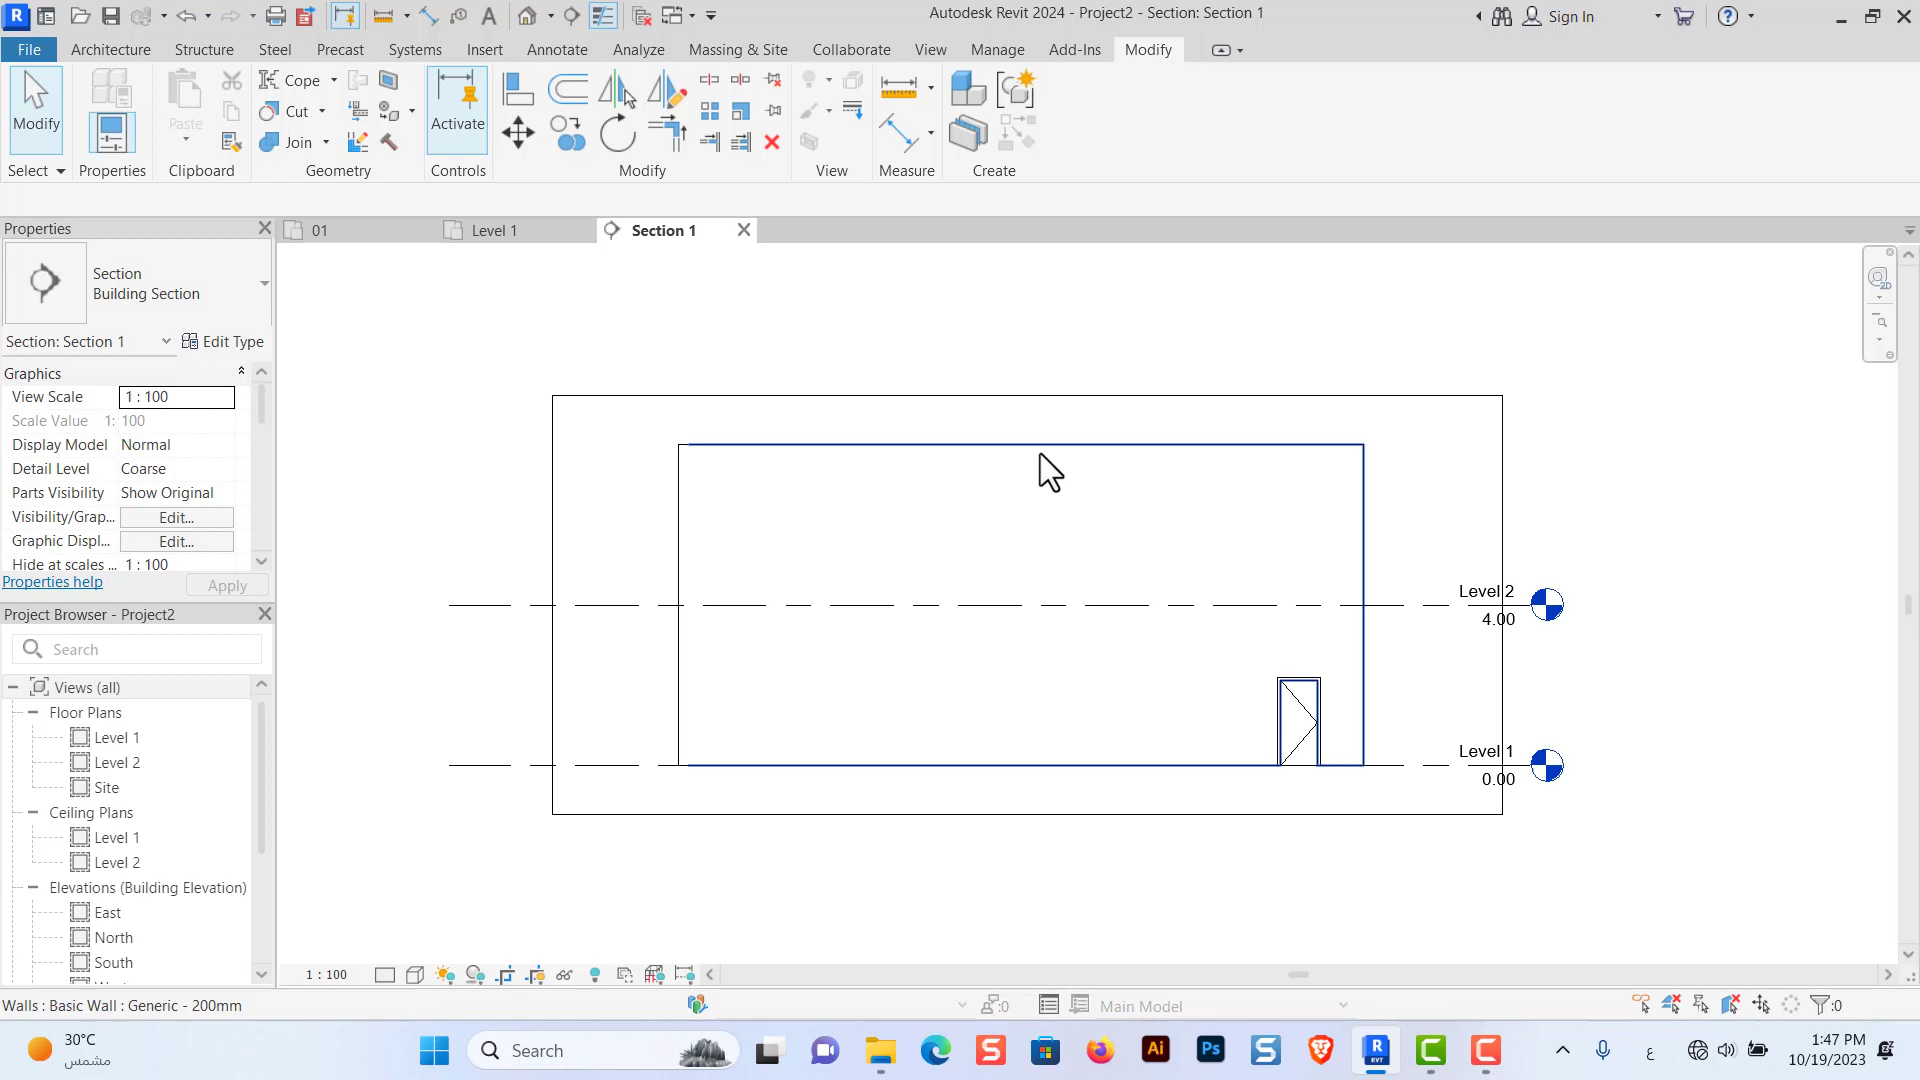 Autodesk Revit 2024 - Project2 - Section: Section 1
Sign In
File Architecture Structure Steel Precast Systems Insert Annotate Analyze Massing & Site Collaborate View Manage Add-Ins Modify
Modify
Paste
Cope
Cut
Join
Activate
Select Properties Clipboard Geometry Controls Modify View Measure Create
Properties
01
Level 1
Section 1
Section
Building Section
Section: Section 1
Edit Type
Graphics
View Scale 1 : 100
Scale Value 1: 100
Display Model Normal
Detail Level Coarse
Parts Visibility Show Original
Visibility/Grap... Edit...
Graphic Displ... Edit...
Hide at scales ... 1 : 100
Properties help
Apply
Project Browser - Project2
Search
Views (all)
Floor Plans
Level 1
Level 2
Site
Ceiling Plans
Level 1
Level 2
Elevations (Building Elevation)
East
North
South
Level 2
4.00
Level 1
0.00
1 : 100
Walls : Basic Wall : Generic - 200mm
:0
Main Model
:0
30°C
مشمس
Search
ع
1:47 PM
10/19/2023